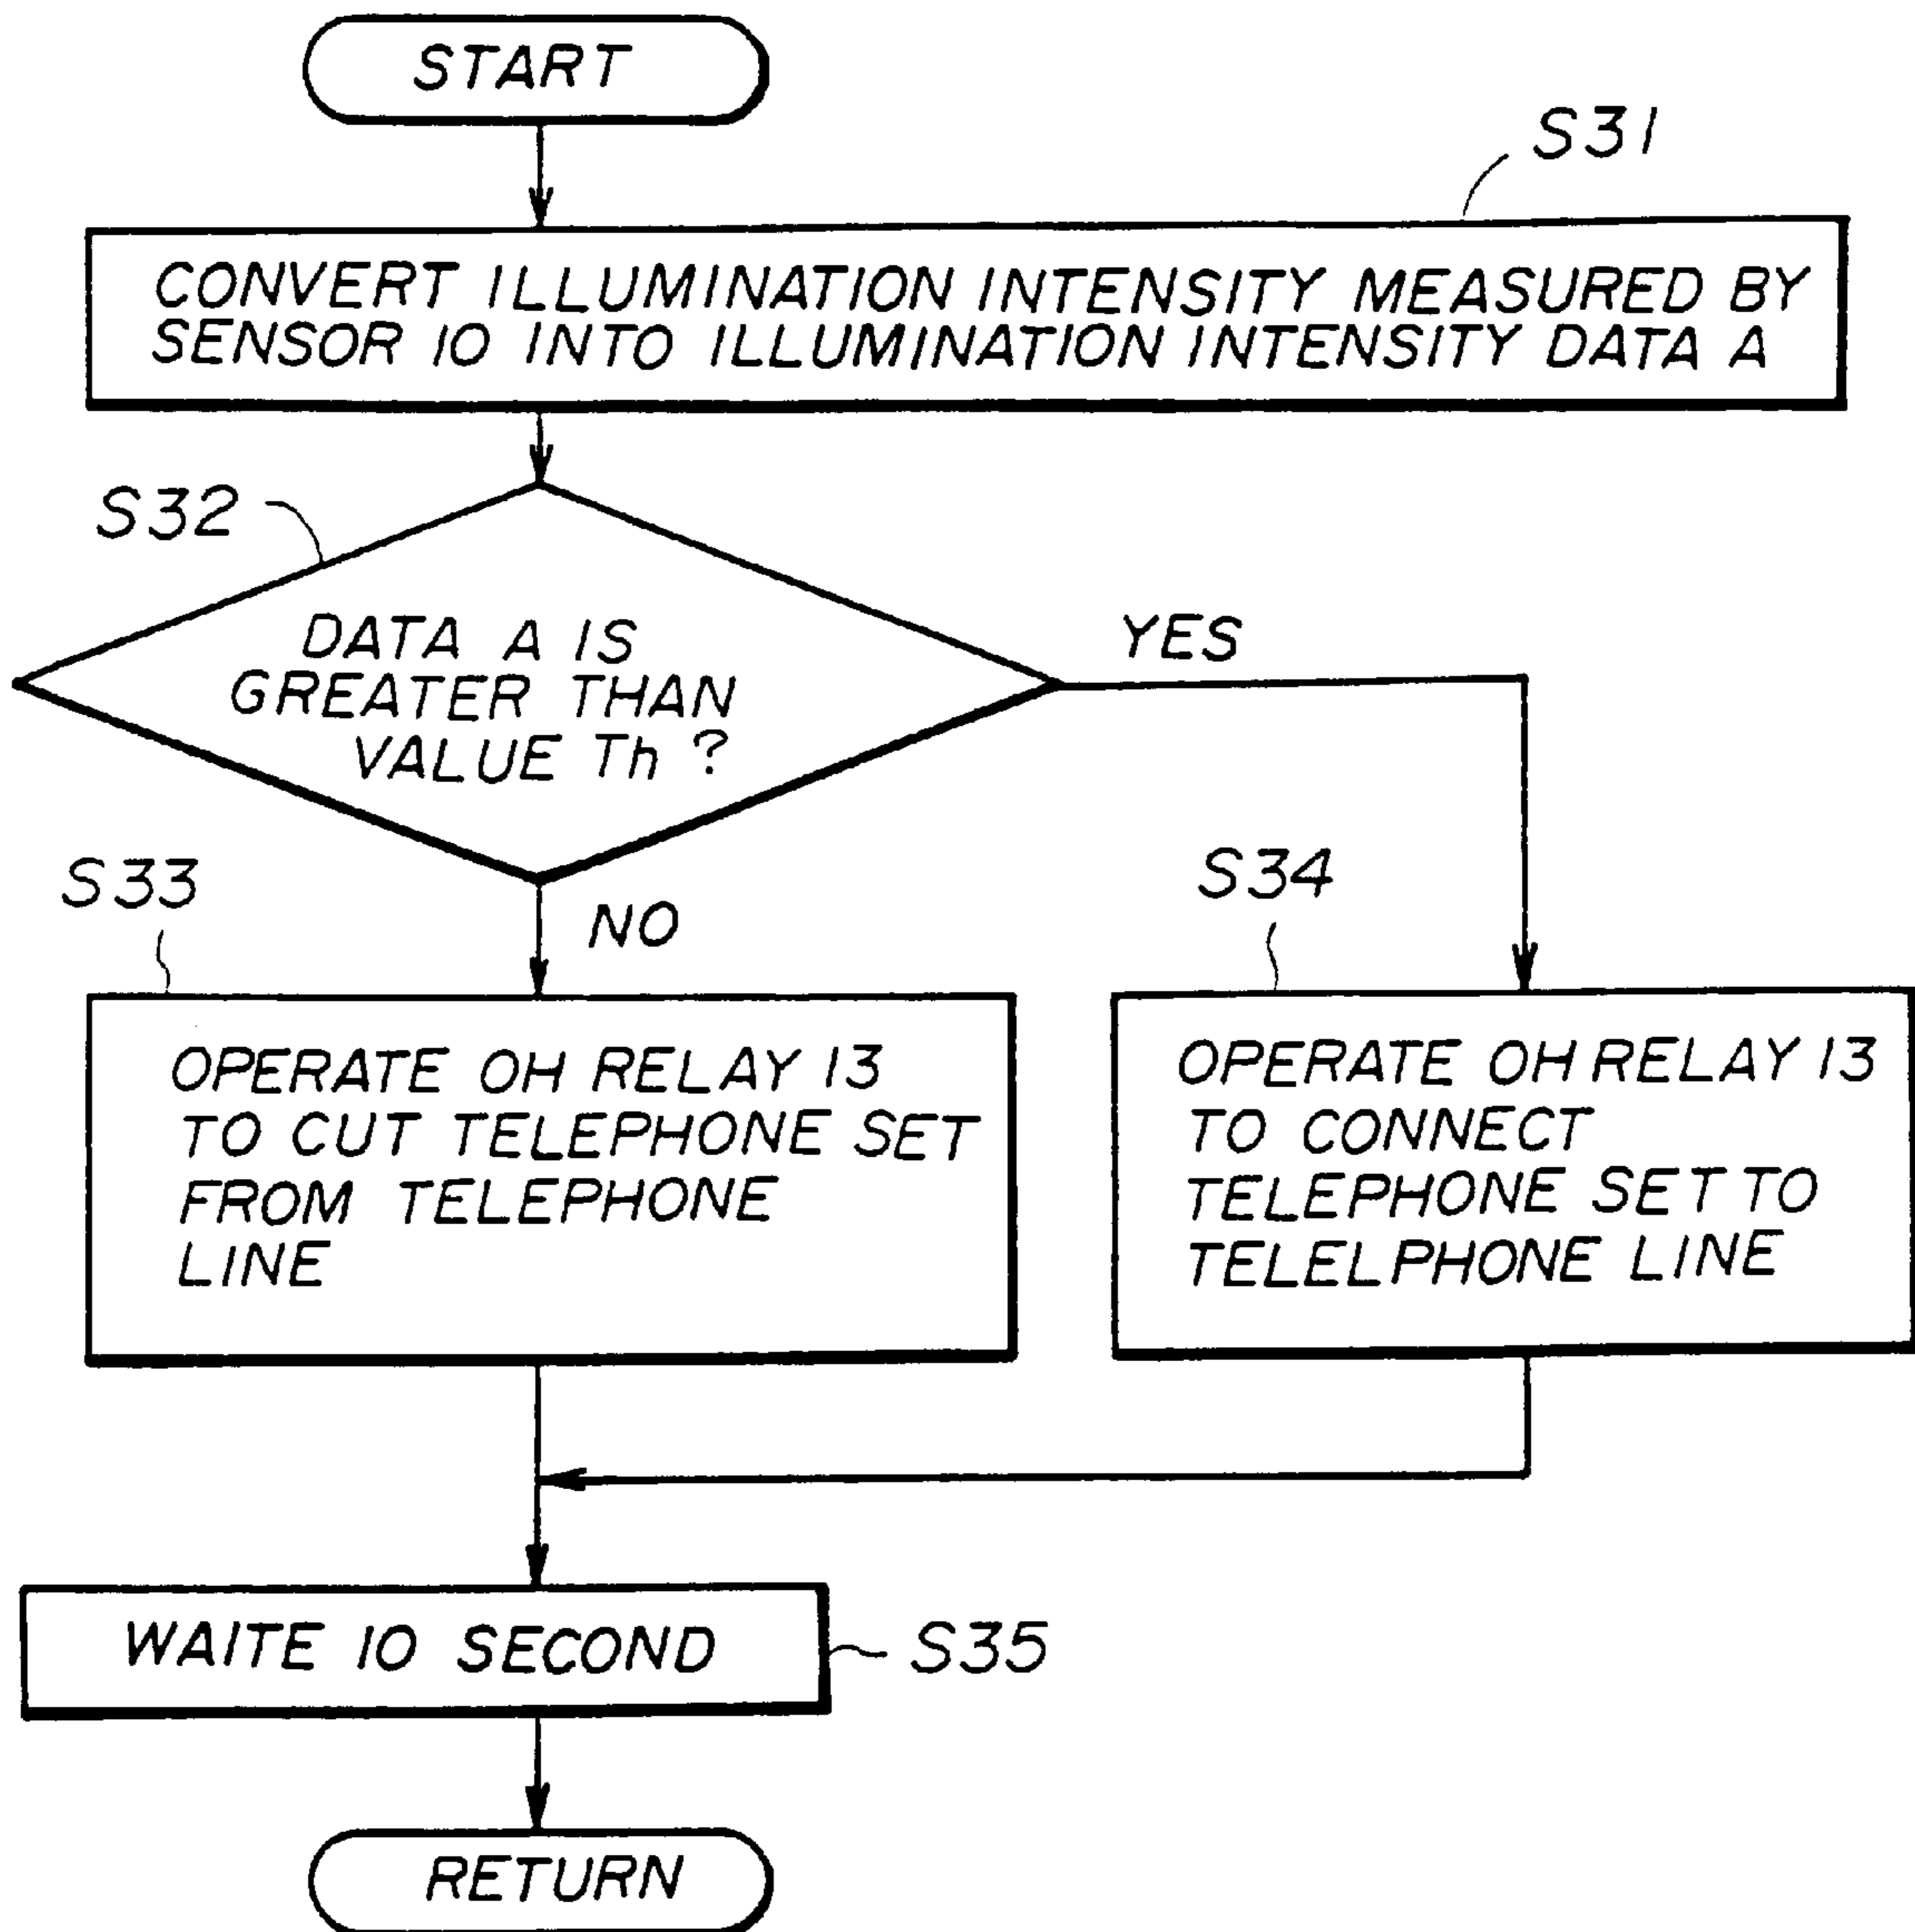 START
S31
CONVERT ILLUMINATION INTENSITY MEASURED BY
SENSOR 10 INTO ILLUMINATION INTENSITY DATA A
S32
DATA A IS
GREATER THAN
VALUE Th ?
YES
NO
S33
OPERATE OH RELAY 13
TO CUT TELEPHONE SET
FROM TELEPHONE
LINE
S34
OPERATE OH RELAY 13
TO CONNECT
TELEPHONE SET TO
TELELPHONE LINE
WAITE 10 SECOND
S35
RETURN